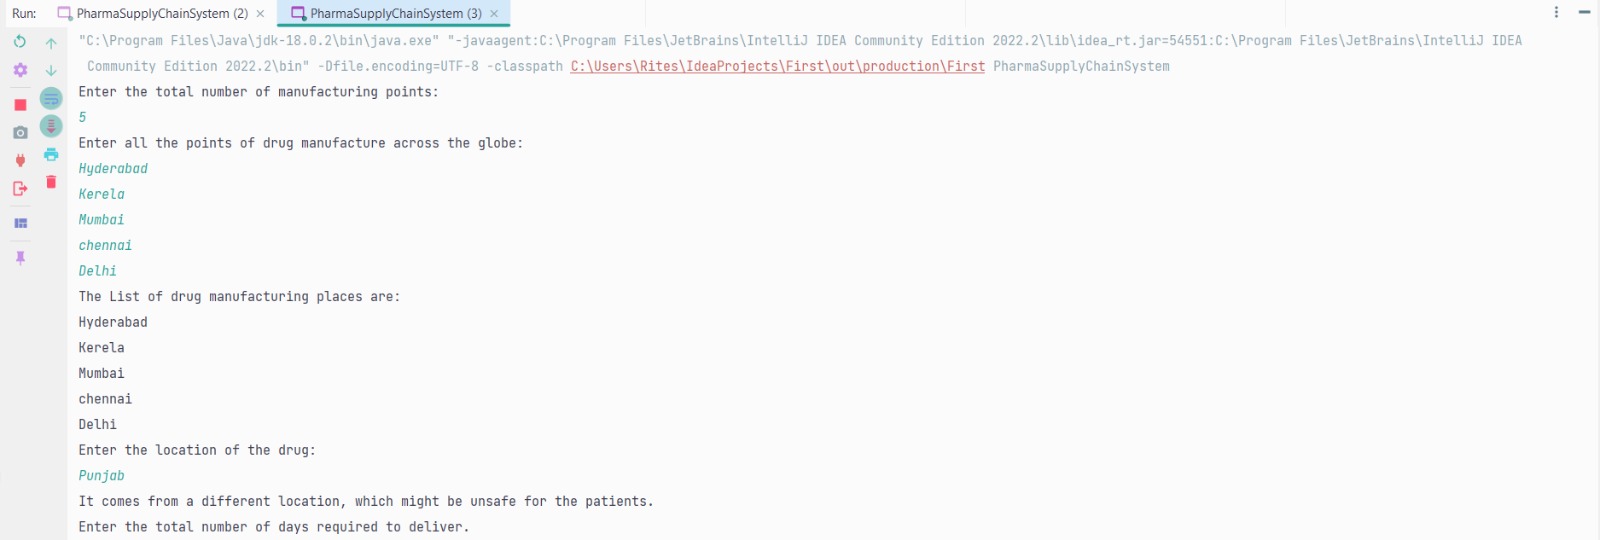 Run: PharmaSupplyChainSystem (2) × PharmaSupplyChainSystem (3) ×
"C:\Program Files\Java\jdk-18.0.2\bin\java.exe" "-javaagent:C:\Program Files\JetBrains\IntelliJ IDEA Community Edition 2022.2\lib\idea_rt.jar=54551:C:\Program Files\JetBrains\IntelliJ IDEA
Community Edition 2022.2\bin" -Dfile.encoding=UTF-8 -classpath C:\Users\Rites\IdeaProjects\First\out\production\First PharmaSupplyChainSystem
Enter the total number of manufacturing points:
5
Enter all the points of drug manufacture across the globe:
Hyderabad
Kerela
Mumbai
chennai
Delhi
The List of drug manufacturing places are:
Hyderabad
Kerela
Mumbai
chennai
Delhi
Enter the location of the drug:
Punjab
It comes from a different location, which might be unsafe for the patients.
Enter the total number of days required to deliver.